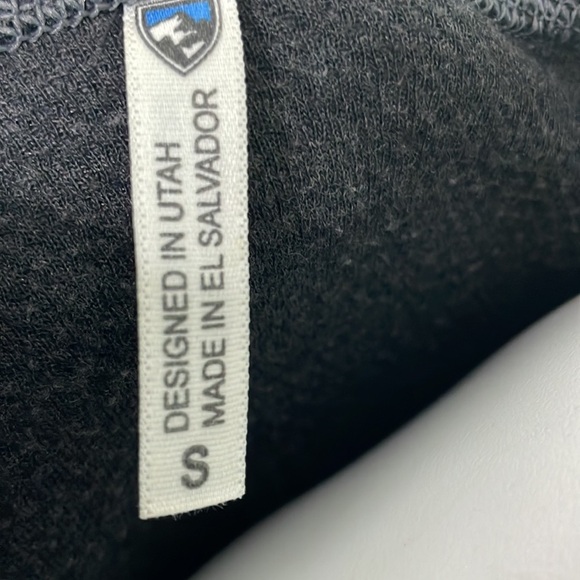 S
DESIGNED IN UTAH
MADE IN EL SALVADOR